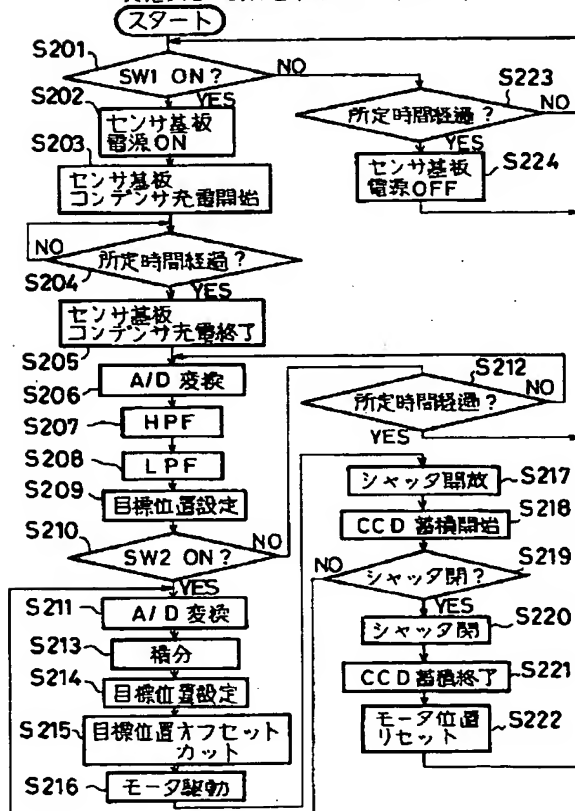 スタート
S201
SW1 ON?
NO
YES
S202
センサ基板
電源ON
S203
センサ基板
コンデンサ充電開始
NO
所定時間経過?
S204
YES
センサ基板
コンデンサ充電終了
S205
S206
A/D変換
S207
HPF
S208
LPF
S209
目標位置設定
S210
SW2 ON?
NO
YES
S211
A/D変換
S213
積分
S214
目標位置設定
S215
目標位置オフセット
カット
S216
モータ駆動
S223
所定時間経過?
NO
YES
センサ基板
電源OFF
S224
S212
所定時間経過?
NO
YES
シャッタ開放
S217
CCD蓄積開始
S218
NO
シャッタ閉?
S219
YES
シャッタ閉
S220
CCD蓄積終了
S221
モータ位置
リセット
S222